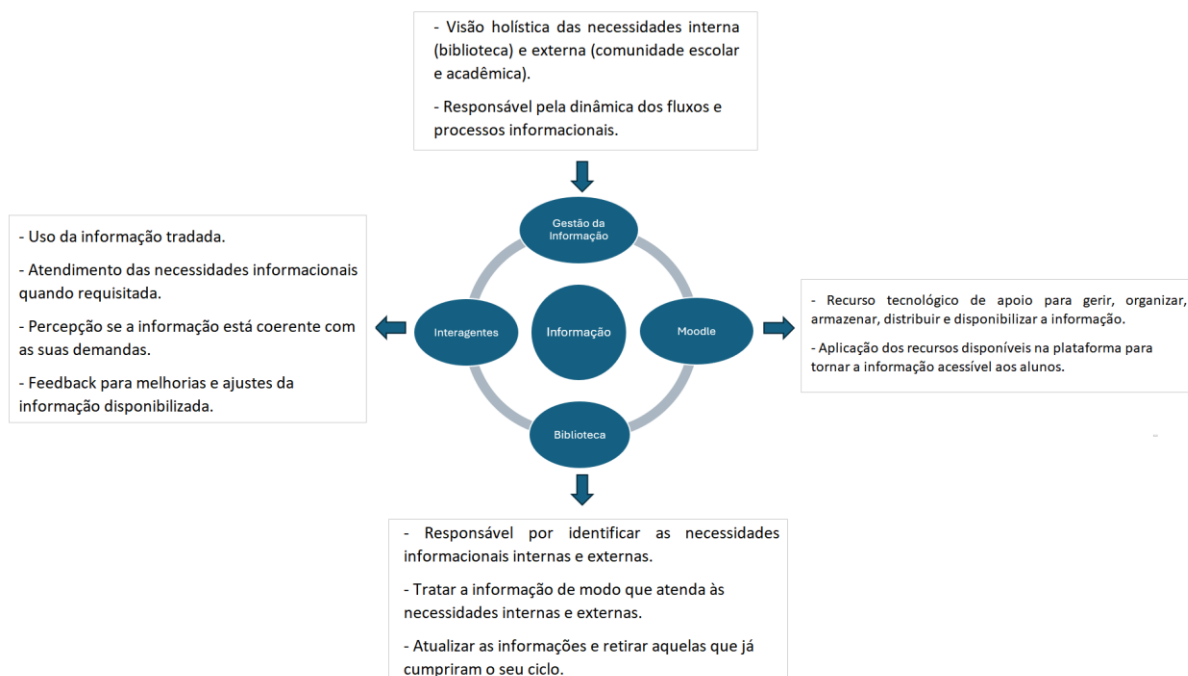 - Visão holística das necessidades interna
(biblioteca) e externa (comunidade escolar
e acadêmica).
- Responsável pela dinâmica dos fluxos e
processos informacionais.
Gestão da
Informação
- Uso da informação tradada.
- Atendimento das necessidades informacionais
quando requisitada.
- Percepção se a informação está coerente com
as suas demandas.
- Feedback para melhorias e ajustes da
informação disponibilizada.
Interagentes
Informação
Moodle
- Recurso tecnológico de apoio para gerir, organizar,
armazenar, distribuir e disponibilizar a informação.
- Aplicação dos recursos disponíveis na plataforma para
tornar a informação acessível aos alunos.
Biblioteca
- Responsável por identificar as necessidades
informacionais internas e externas.
- Tratar a informação de modo que atenda às
necessidades internas e externas.
- Atualizar as informações e retirar aquelas que já
cumpriram o seu ciclo.